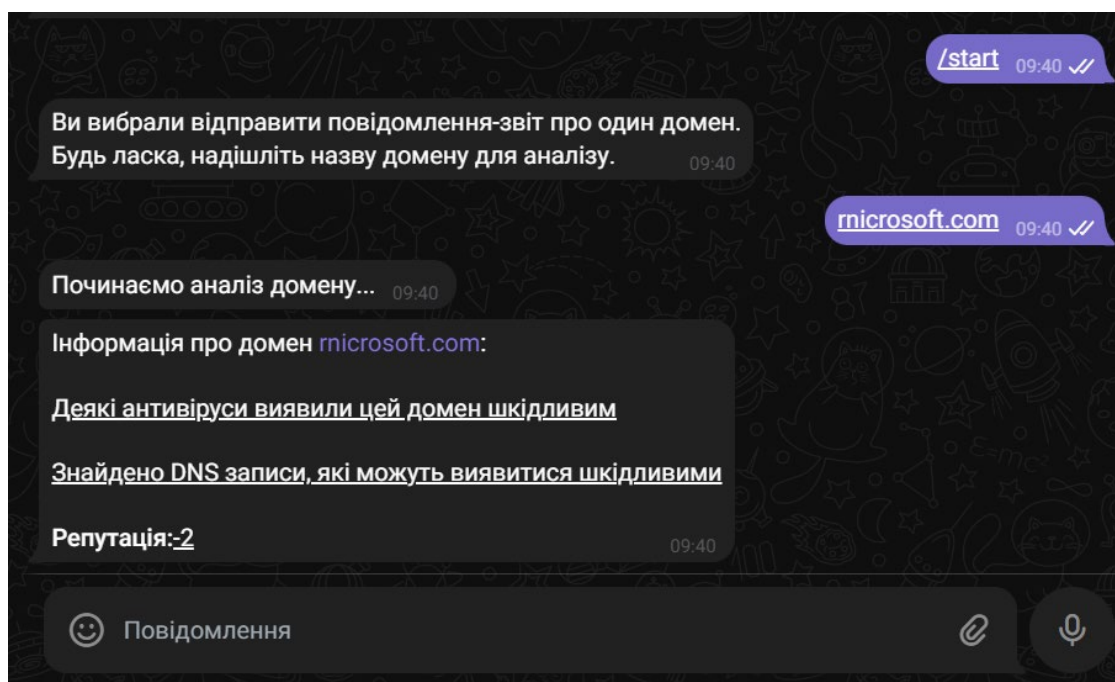 /start 09:40
Ви вибрали відправити повідомлення-звіт про один домен.
Будь ласка, надішліть назву домену для аналізу. 09:40
rnicrosoft.com 09:40
Починаємо аналіз домену... 09:40
Інформація про домен rnicrosoft.com:
Деякі антивіруси виявили цей домен шкідливим
Знайдено DNS записи, які можуть виявитися шкідливими
Репутація:-2 09:40
Повідомлення